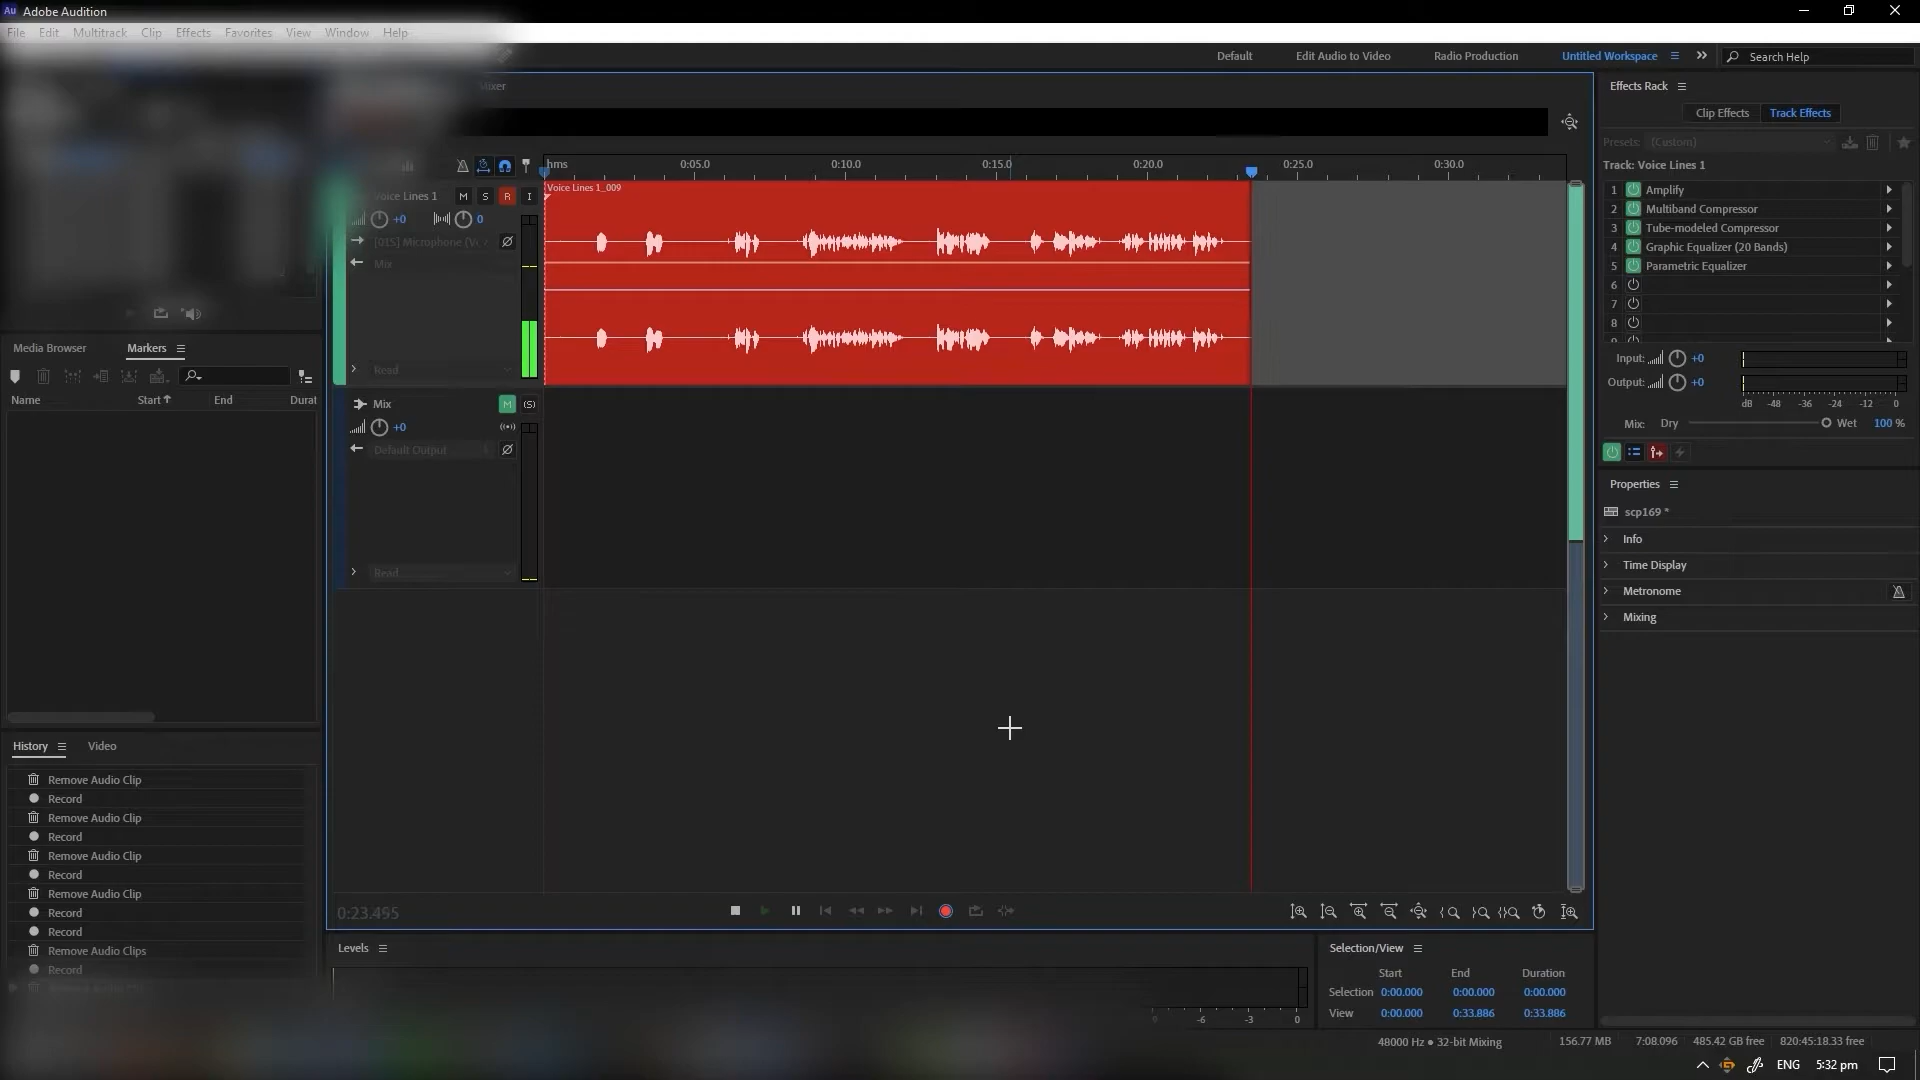 Au Adobe Audition
File Edit Multitrack Clip Effects Favorites View Window Help
Default Edit Audio to Video Radio Production Untitled Workspace Search Help
Mixer
Effects Rack
Clip Effects Track Effects
Presets: (Custom)
Track: Voice Lines 1
1 Amplify
2 Multiband Compressor
3 Tube-modeled Compressor
4 Graphic Equalizer (20 Bands)
5 Parametric Equalizer
6
7
8
Input: +0
Output: +0
dB -48 -36 -24 -12 0
Mix: Dry Wet 100 %
Properties
scp169 *
Info
Time Display
Metronome
Mixing
hms 0:05.0 0:10.0 0:15.0 0:20.0 0:25.0 0:30.0
Voice Lines 1_009
Voice Lines 1 M S R I
+0 0
[01S] Microphone
Mix
Read
Mix M (S)
+0
Default Output
Read
Media Browser Markers
Name Start End Durat
History Video
Remove Audio Clip
Record
Remove Audio Clip
Record
Remove Audio Clip
Record
Remove Audio Clip
Record
Record
Remove Audio Clips
Record
0:23.495
Levels
-6 -3 0
Selection/View
Start End Duration
Selection 0:00.000 0:00.000 0:00.000
View 0:00.000 0:33.886 0:33.886
48000 Hz ● 32-bit Mixing 156.77 MB 7:08.096 485.42 GB free 820:45:18.33 free
ENG 5:32 pm